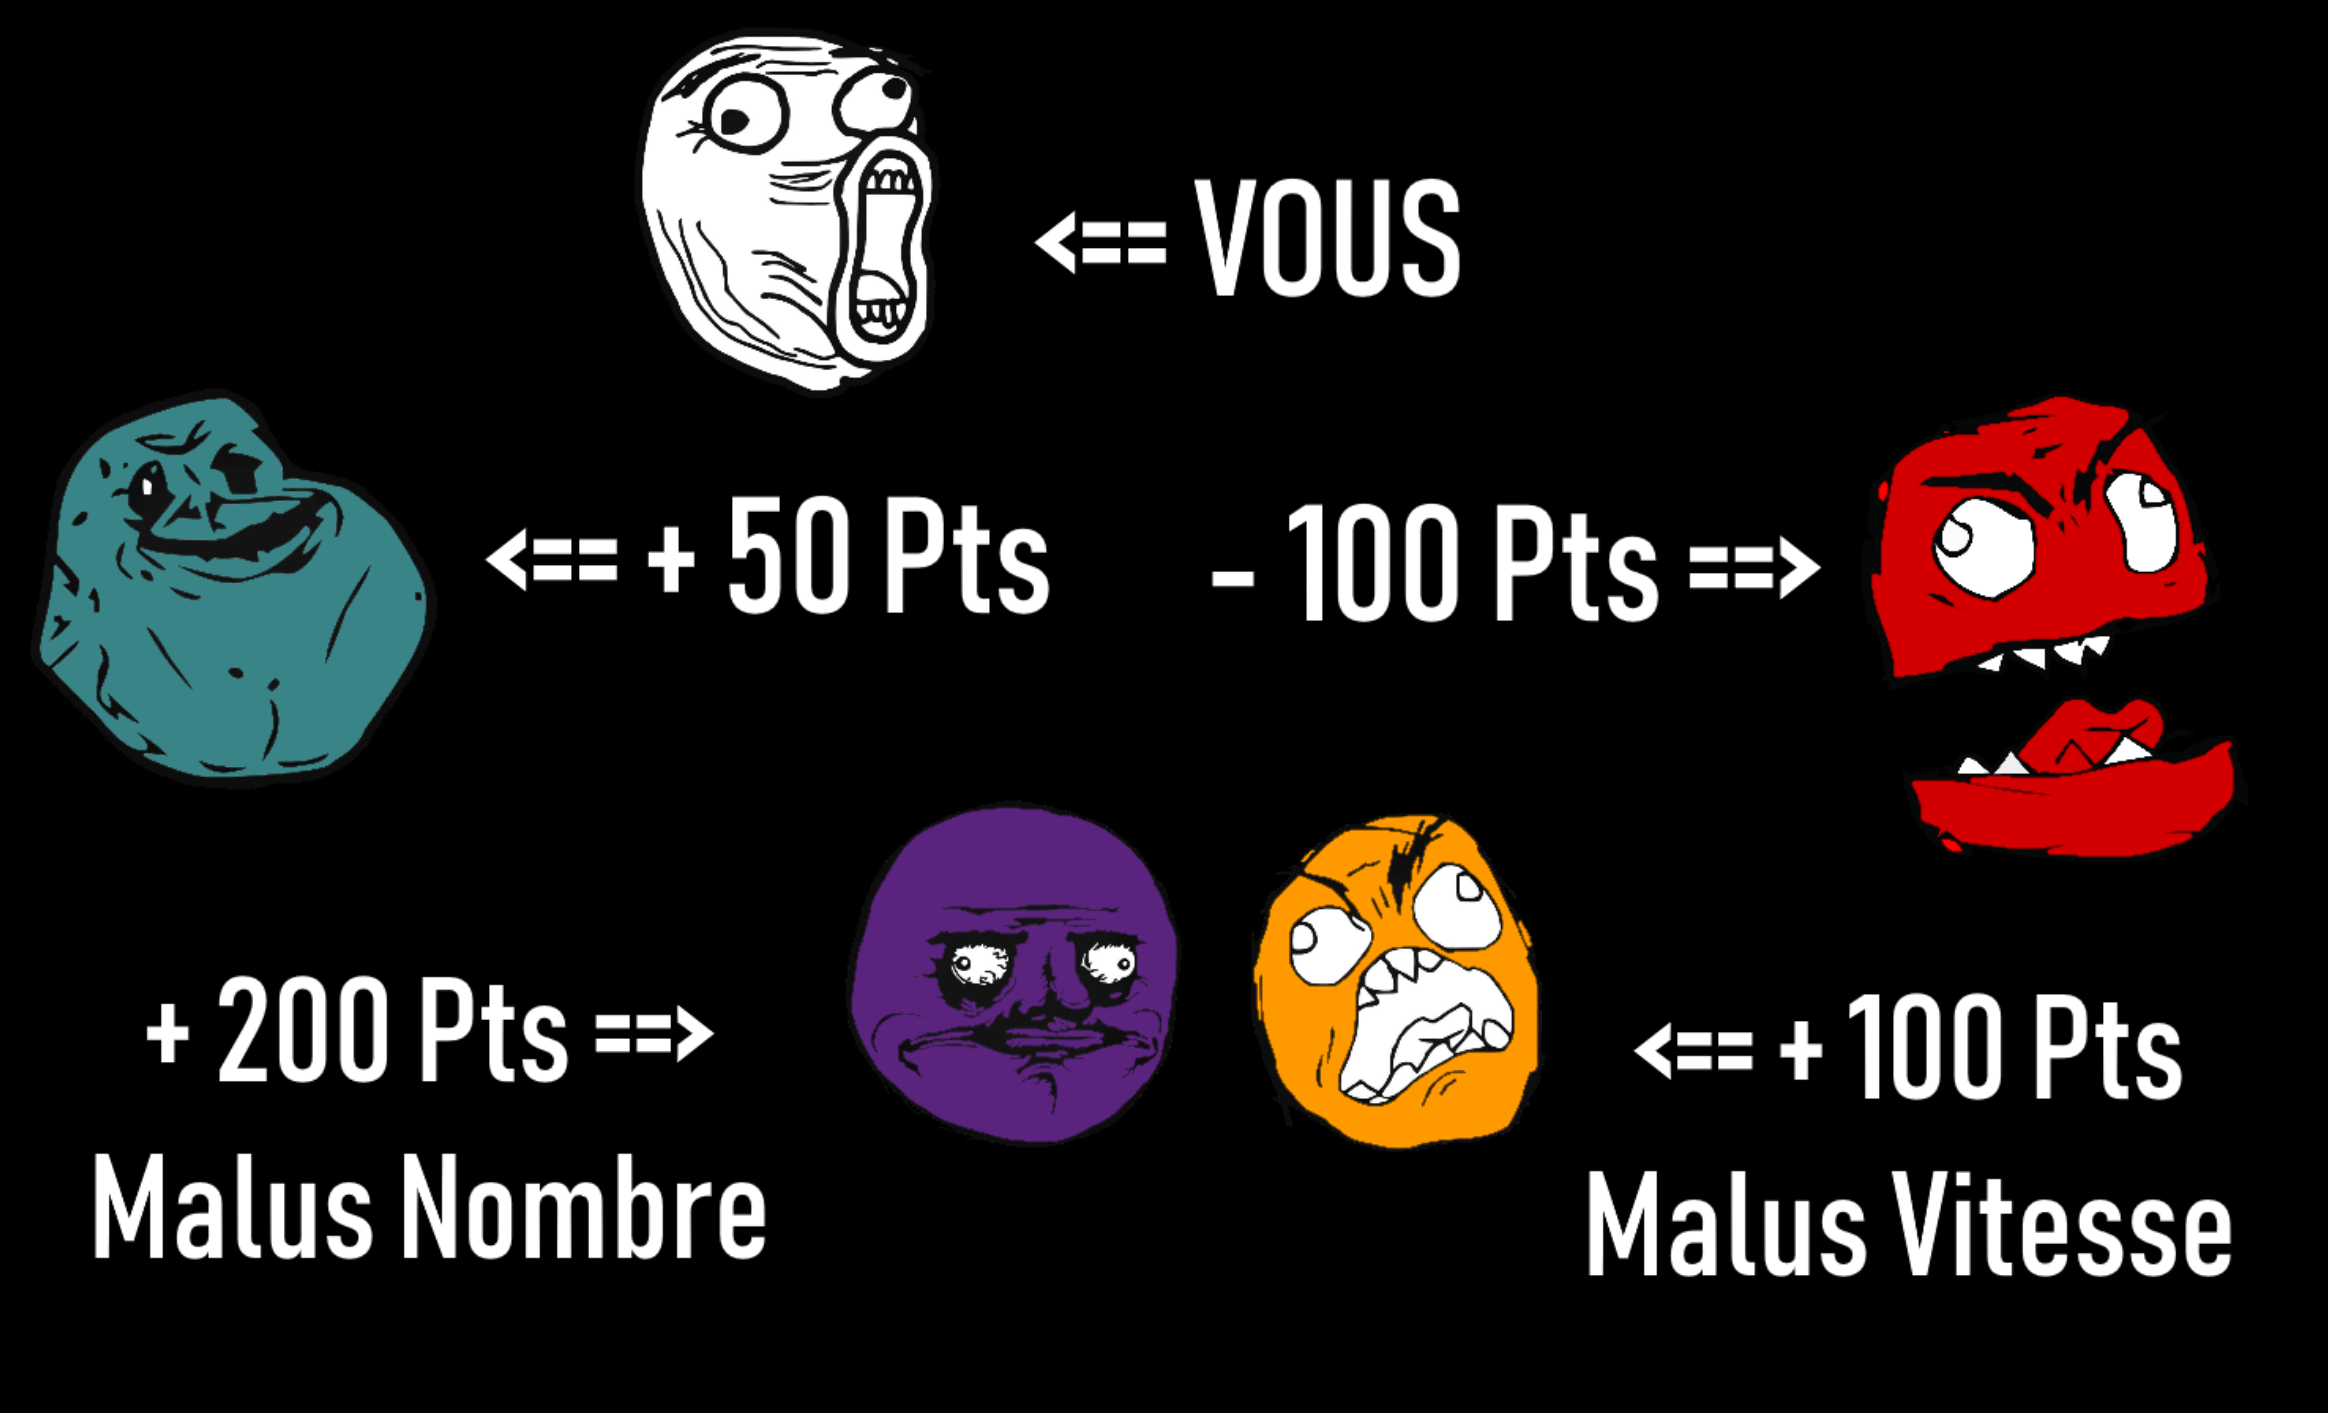 <== VOUS
<== + 50 Pts
- 100 Pts ==>
+ 200 Pts ==>
Malus Nombre
<== + 100 Pts
Malus Vitesse